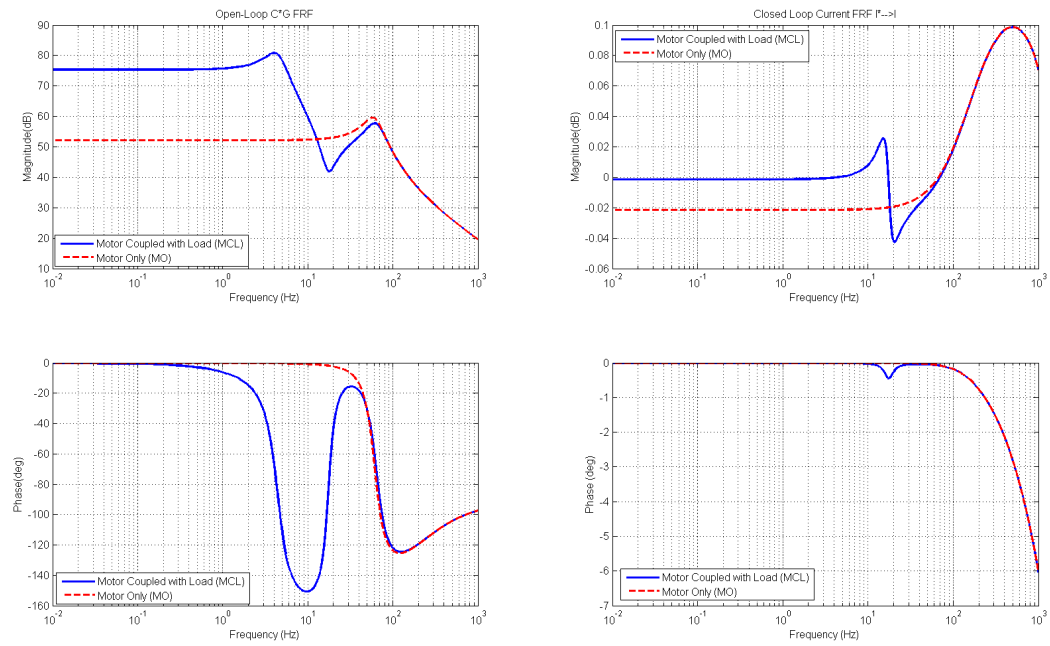 Open-Loop C*G FRF
Magnitude(dB)
90
80
70
60
50
40
30
20
10
Motor Coupled with Load (MCL)
Motor Only (MO)
10^-2 10^-1 10^0 10^1 10^2 10^3
Frequency (Hz)
Closed Loop Current FRF I*-->I
Magnitude(dB)
0.1
0.08
0.06
0.04
0.02
0
-0.02
-0.04
-0.06
Motor Coupled with Load (MCL)
Motor Only (MO)
10^-2 10^-1 10^0 10^1 10^2 10^3
Frequency (Hz)
Phase(deg)
0
-20
-40
-60
-80
-100
-120
-140
-160
Motor Coupled with Load (MCL)
Motor Only (MO)
10^-2 10^-1 10^0 10^1 10^2 10^3
Frequency (Hz)
Phase (deg)
0
-1
-2
-3
-4
-5
-6
-7
Motor Coupled with Load (MCL)
Motor Only (MO)
10^-2 10^-1 10^0 10^1 10^2 10^3
Frequency (Hz)